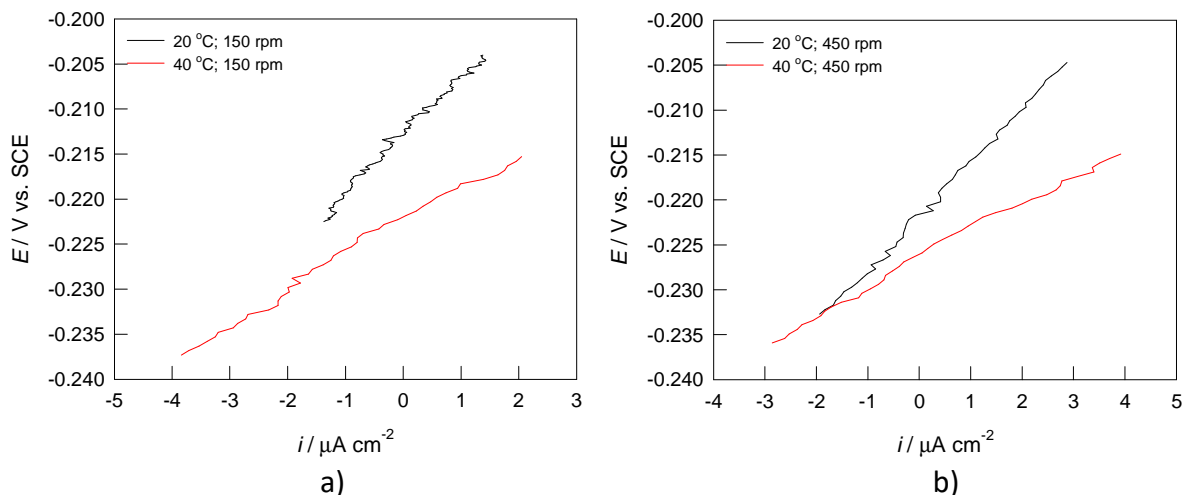 -0.200
-0.205
-0.210
-0.215
-0.220
-0.225
-0.230
-0.235
-0.240
E / V vs. SCE
20 °C; 150 rpm
40 °C; 150 rpm
-5 -4 -3 -2 -1 0 1 2 3
i / μA cm⁻²
a)
-0.200
-0.205
-0.210
-0.215
-0.220
-0.225
-0.230
-0.235
-0.240
E / V vs. SCE
20 °C; 450 rpm
40 °C; 450 rpm
-4 -3 -2 -1 0 1 2 3 4 5
i / μA cm⁻²
b)